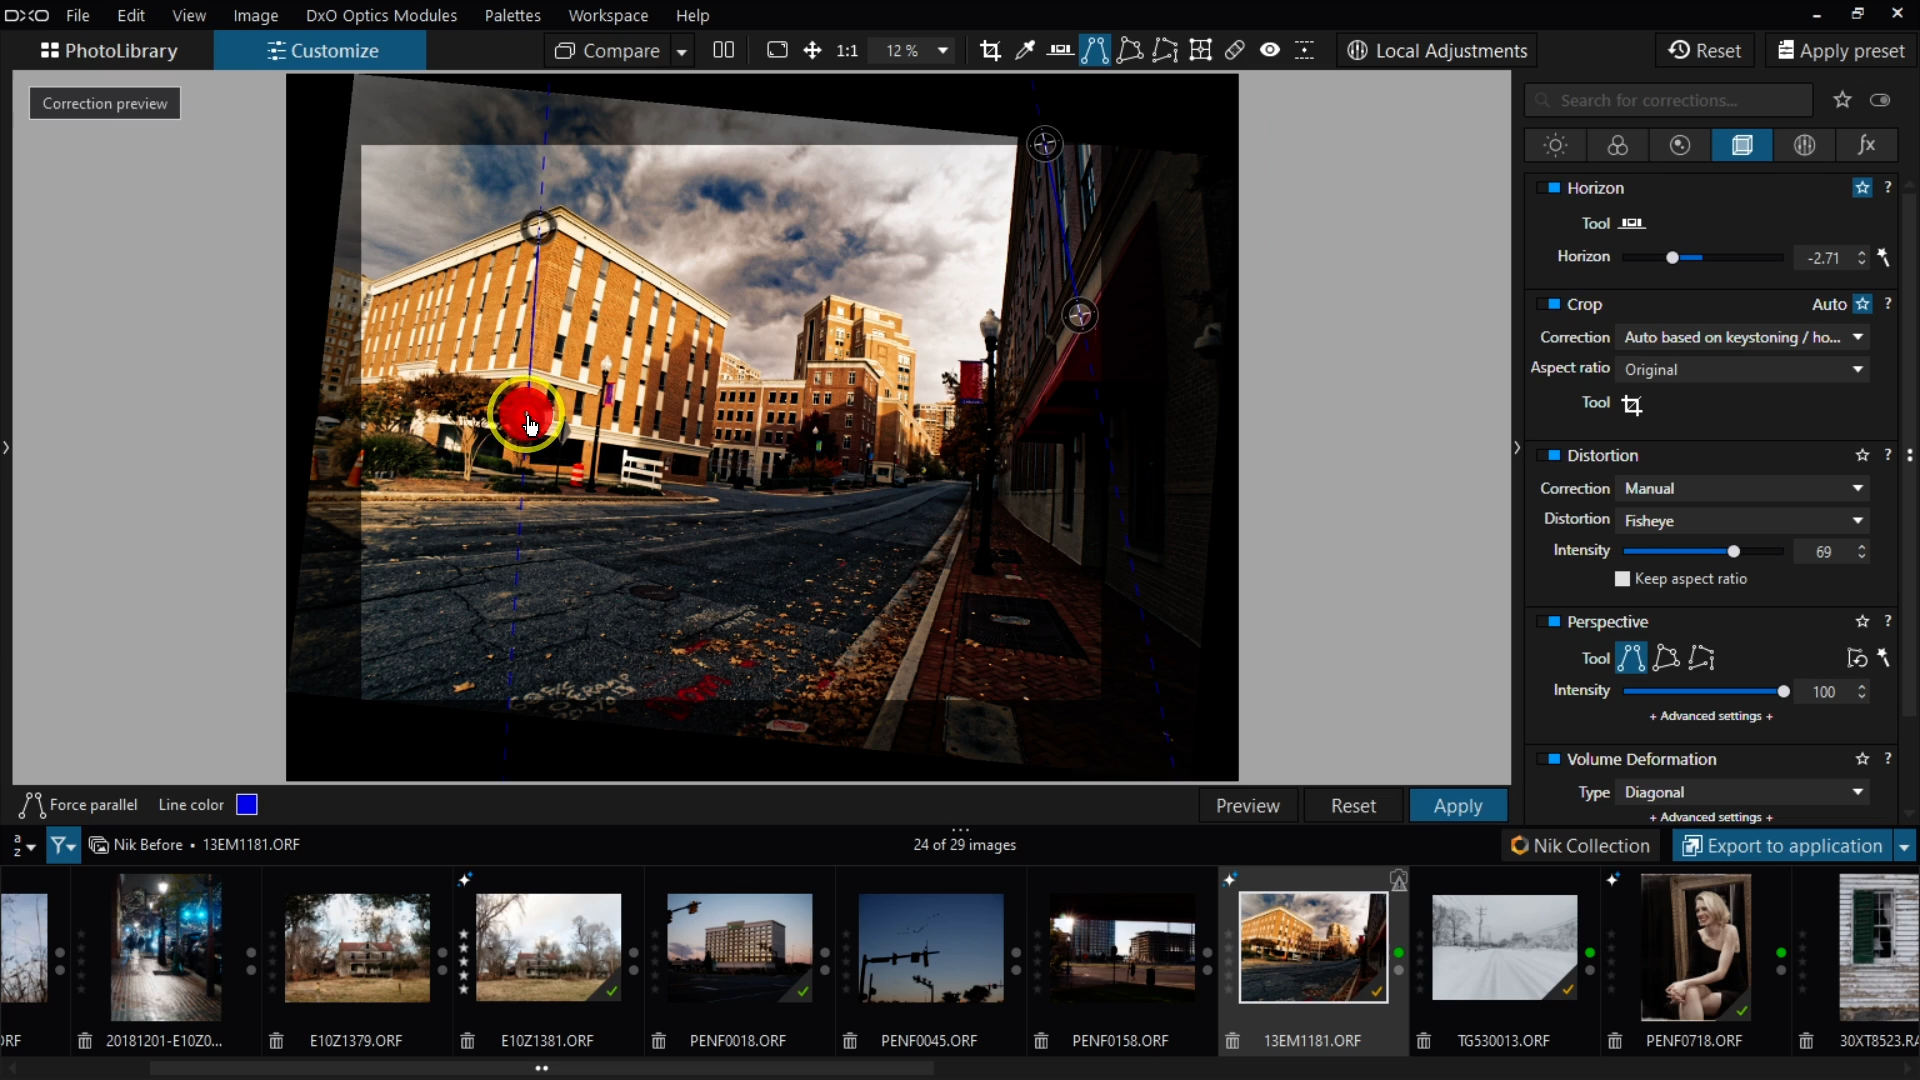 DXO File Edit View Image DxO Optics Modules Palettes Workspace Help
PhotoLibrary Customize Compare 1:1 12 % Local Adjustments Reset Apply preset
Correction preview
Search for corrections...
fx
Horizon ?
Tool
Horizon -2.71
Crop Auto ?
Correction Auto based on keystoning / ho...
Aspect ratio Original
Tool
Distortion ?
Correction Manual
Distortion Fisheye
Intensity 69
Keep aspect ratio
Perspective ?
Tool
Intensity 100
+ Advanced settings +
Volume Deformation ?
Type Diagonal
+ Advanced settings +
Force parallel Line color Preview Reset Apply
a z Nik Before • 13EM1181.ORF 24 of 29 images Nik Collection Export to application
20181201-E10Z0... E10Z1379.ORF E10Z1381.ORF PENF0018.ORF PENF0045.ORF PENF0158.ORF 13EM1181.ORF TG530013.ORF PENF0718.ORF